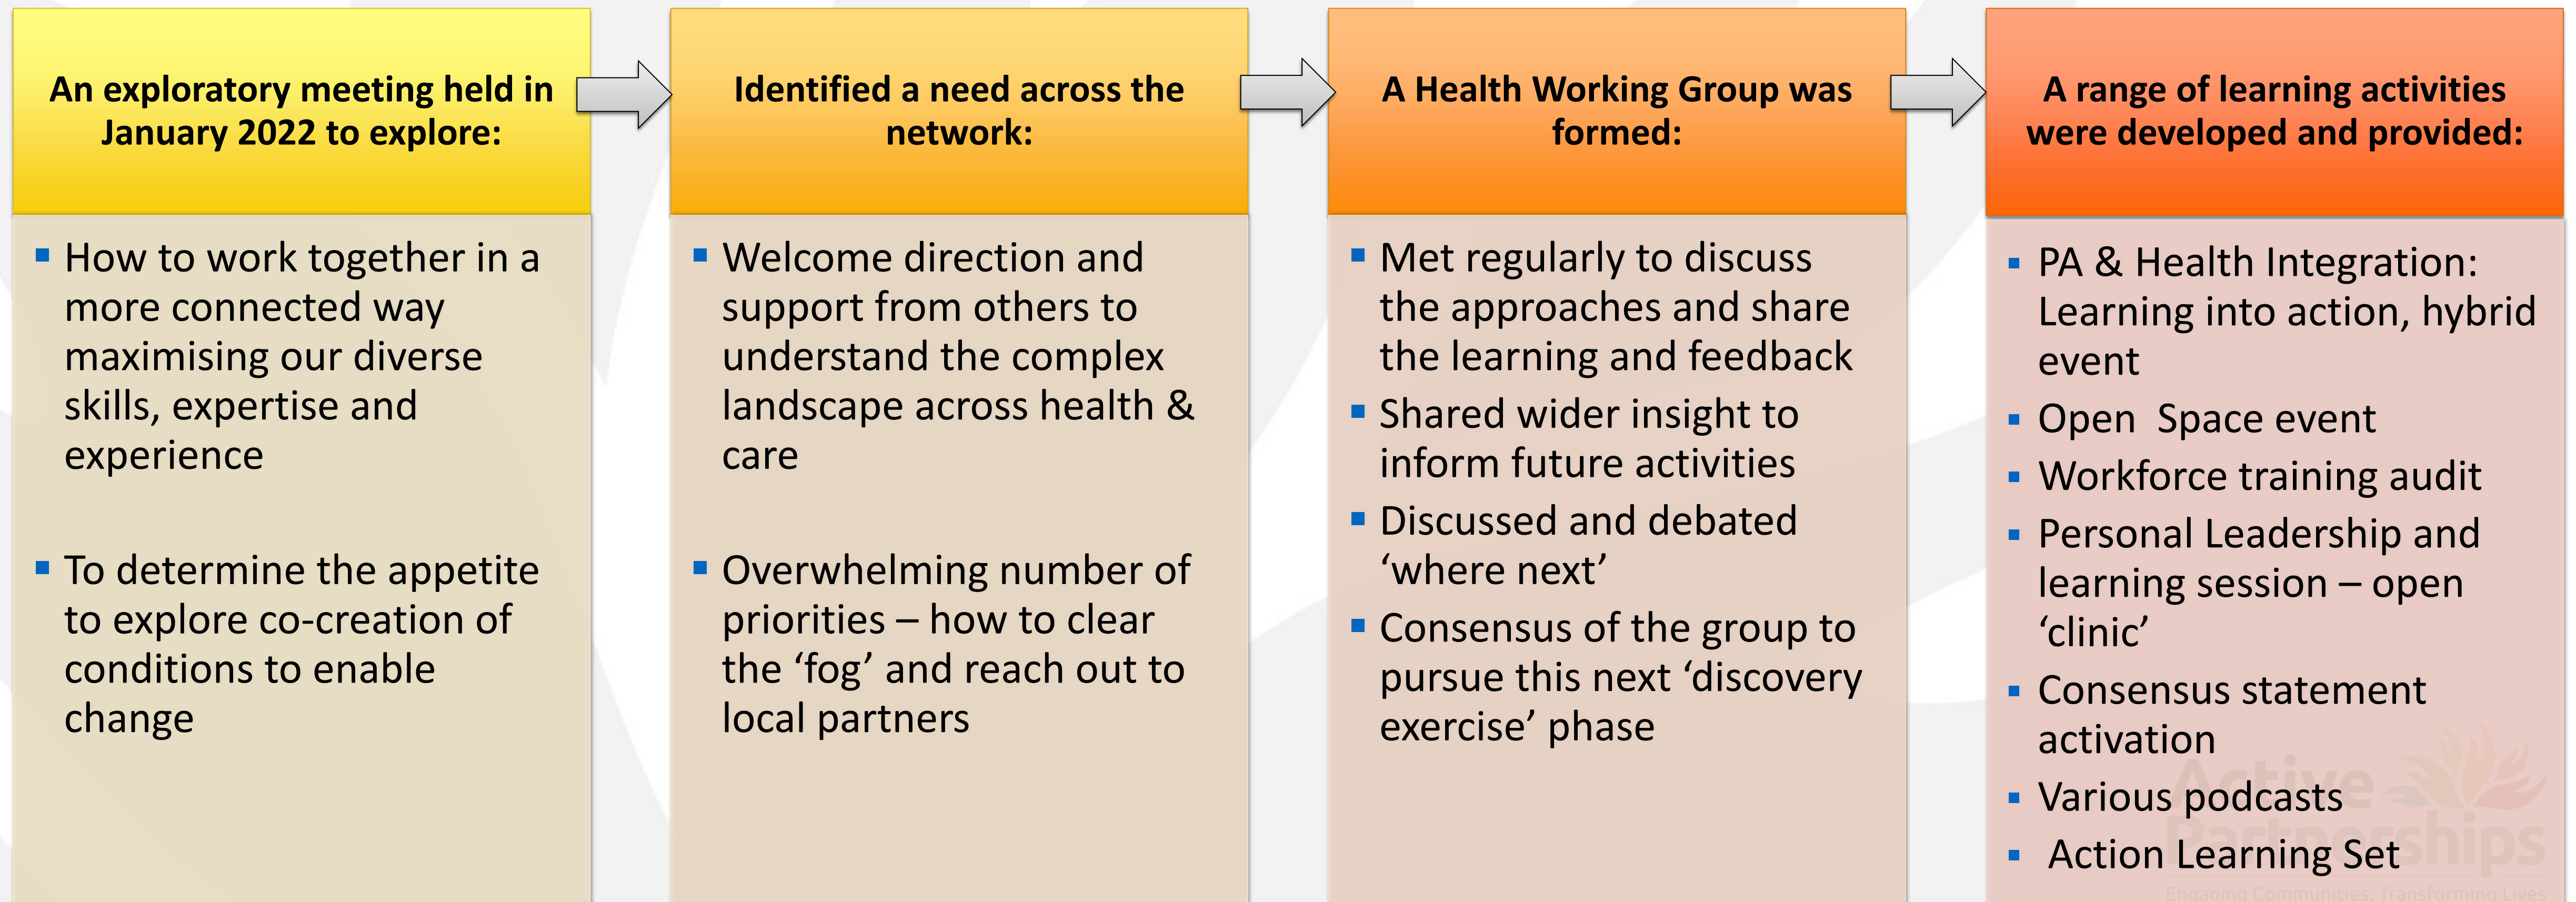 An exploratory meeting held in
January 2022 to explore:
How to work together in a
more connected way
maximising our diverse
skills, expertise and
experience
To determine the appetite
to explore co-creation of
conditions to enable
change
Identified a need across the
network:
Welcome direction and
support from others to
understand the complex
landscape across health &
care
Overwhelming number of
priorities – how to clear
the ‘fog’ and reach out to
local partners
A Health Working Group was
formed:
Met regularly to discuss
the approaches and share
the learning and feedback
Shared wider insight to
inform future activities
Discussed and debated
‘where next’
Consensus of the group to
pursue this next ‘discovery
exercise’ phase
A range of learning activities
were developed and provided:
PA & Health Integration:
Learning into action, hybrid
event
Open  Space event
Workforce training audit
Personal Leadership and
learning session – open
‘clinic’
Consensus statement
activation
Various podcasts
Action Learning Set
Active
Partnerships
Engaging Communities, Transforming Lives